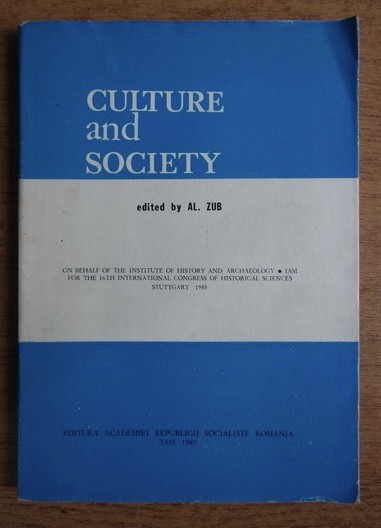 CULTURE
and
SOCIETY
edited by AL. ZUB
ON BEHALF OF THE INSTITUTE OF HISTORY AND ARCHAEOLOGY • IASI
FOR THE 16TH INTERNATIONAL CONGRESS OF HISTORICAL SCIENCES
STUTTGART 1985
EDITURA ACADEMIEI REPUBLICII SOCIALISTE ROMANIA
IASI 1985